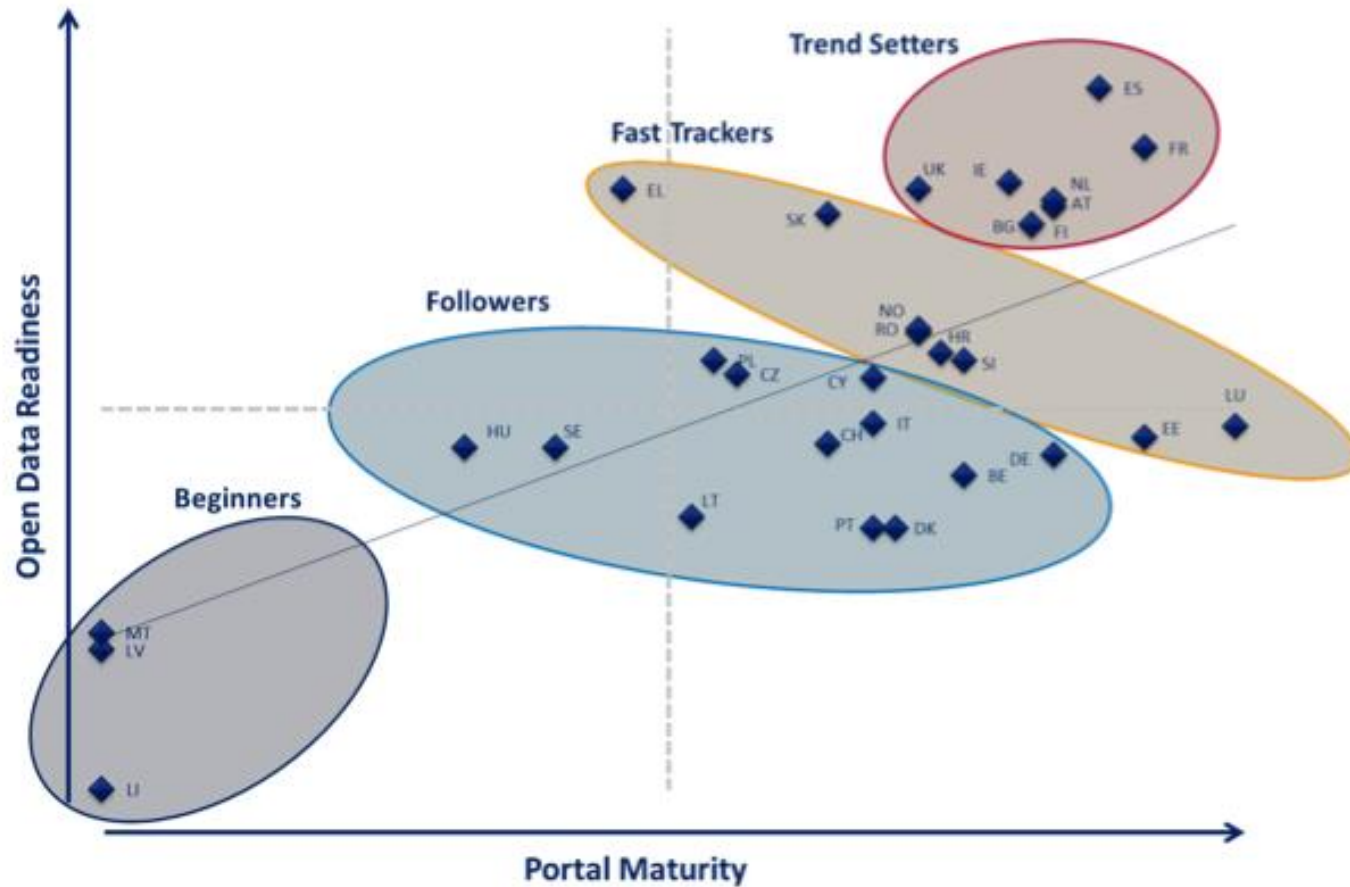 Trend Setters
ES
Fast Trackers
FR
UK
IE
NL
EL
AT
SK
BG
FI
Followers
NO
RO
HR
PL
SI
CZ
CY
LU
HU
SE
CH
IT
EE
DE
BE
Beginners
LT
PT
DK
MT
LV
LI
Open Data Readiness
Portal Maturity